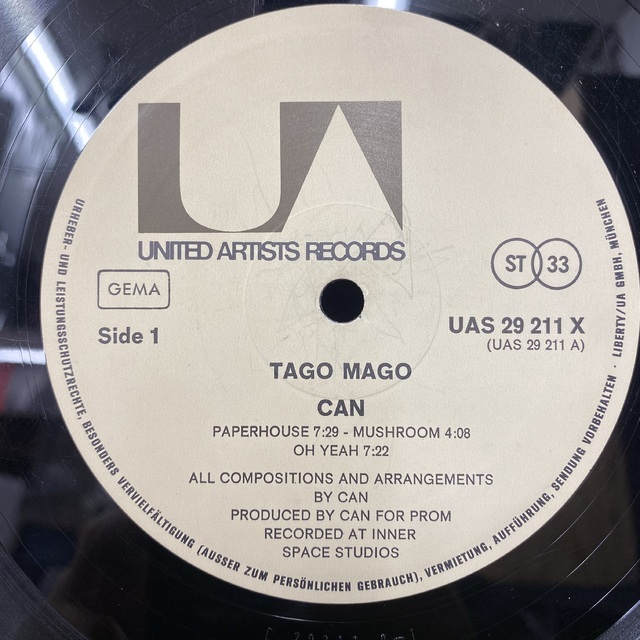 UA
UNITED ARTISTS RECORDS
GEMA
ST 33
Side 1
UAS 29 211 X
(UAS 29 211 A)
TAGO MAGO
CAN
PAPERHOUSE 7:29 - MUSHROOM 4:08
OH YEAH 7:22
ALL COMPOSITIONS AND ARRANGEMENTS
BY CAN
PRODUCED BY CAN FOR PROM
RECORDED AT INNER
SPACE STUDIOS
URHEBER- UND LEISTUNGSSCHUTZRECHTE, BESONDERS VERVIELFÄLTIGUNG (AUSSER ZUM PERSÖNLICHEN GEBRAUCH), VERMIETUNG, AUFFÜHRUNG, SENDUNG VORBEHALTEN · LIBERTY/UA GMBH, MÜNCHEN